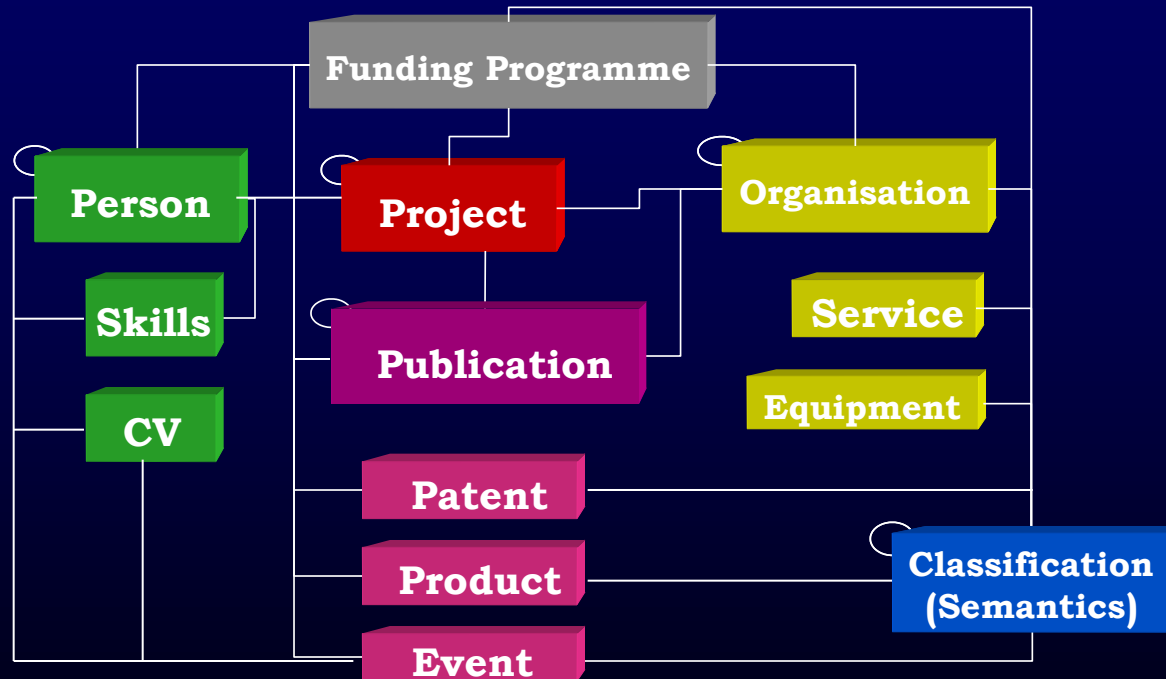 Funding Programme
Person
Project
Organisation
Skills
Publication
Service
CV
Equipment
Patent
Product
Classification
(Semantics)
Event